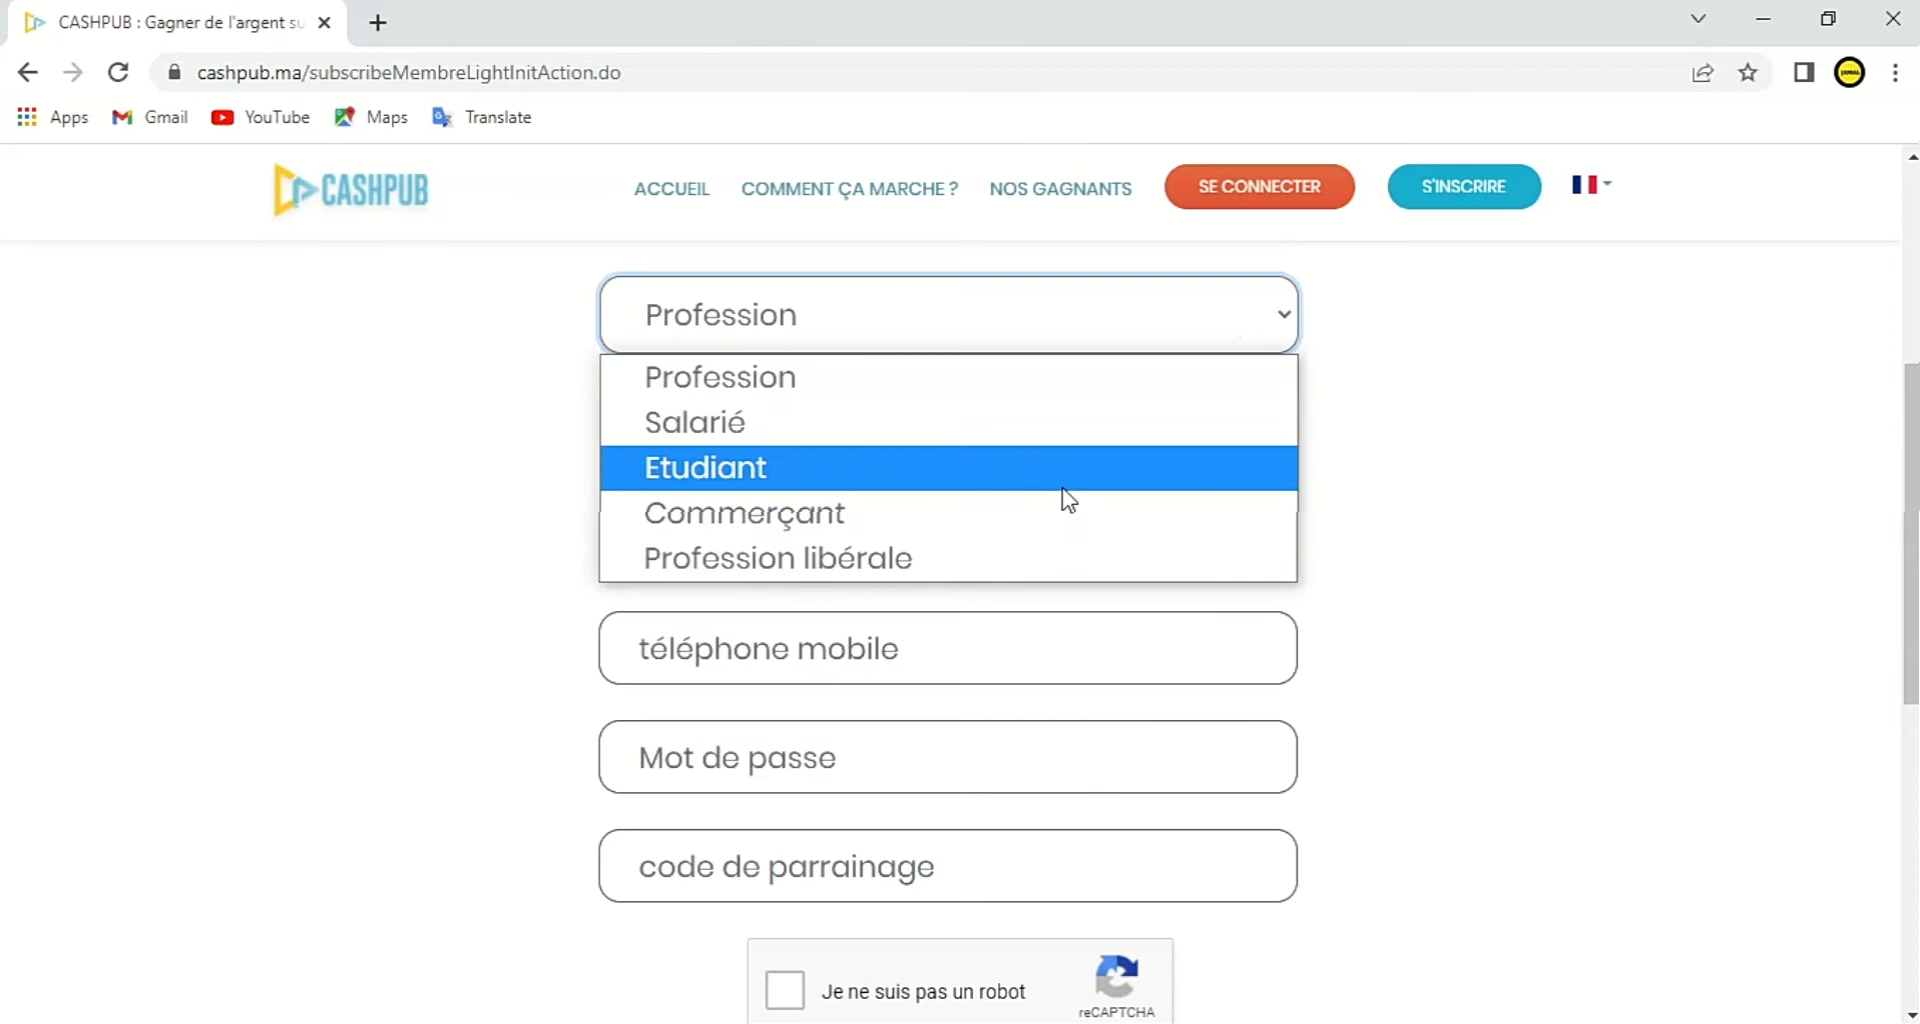 CASHPUB : Gagner de l'argent su
cashpub.ma/subscribeMembreLightInitAction.do
Apps Gmail YouTube Maps Translate
CASHPUB ACCUEIL COMMENT ÇA MARCHE ? NOS GAGNANTS SE CONNECTER S'INSCRIRE
Profession
Profession
Salarié
Etudiant
Commerçant
Profession libérale
téléphone mobile
Mot de passe
code de parrainage
Je ne suis pas un robot
reCAPTCHA